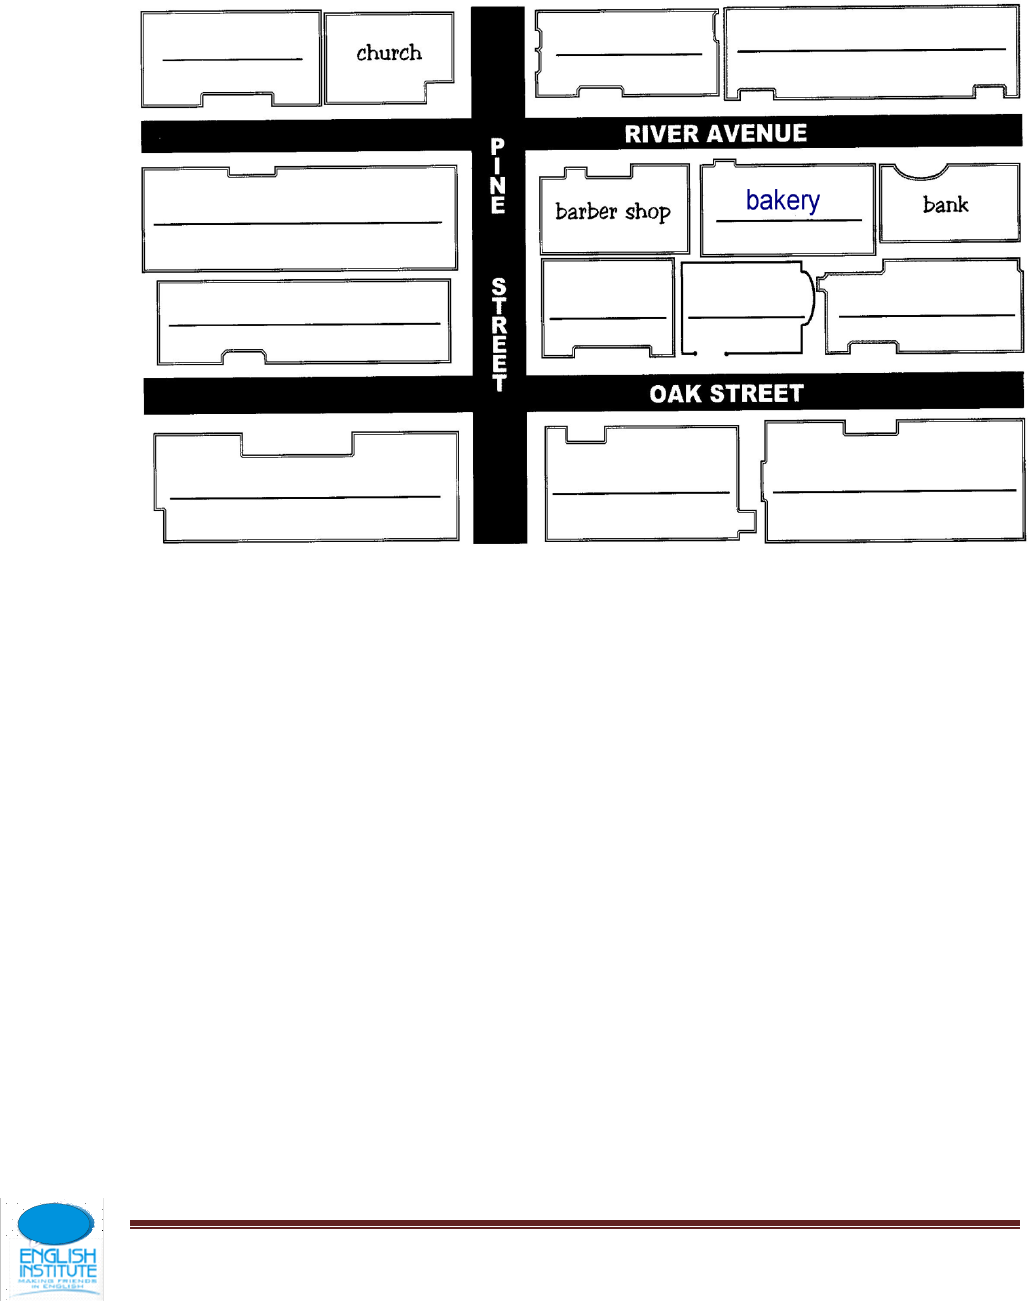 church
RIVER AVENUE
PINE STREET
barber shop
bakery
bank
OAK STREET
ENGLISH
INSTITUTE
MAKING FRIENDS
IN ENGLISH